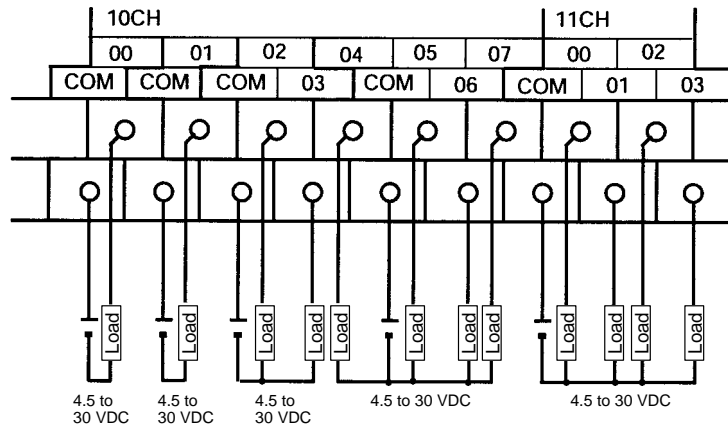 10CH 11CH
00 01 02 04 05 07 00 02
COM COM COM 03 COM 06 COM 01 03
Load Load Load Load Load Load Load Load Load Load Load Load
4.5 to 4.5 to 4.5 to 4.5 to 30 VDC 4.5 to 30 VDC
30 VDC 30 VDC 30 VDC